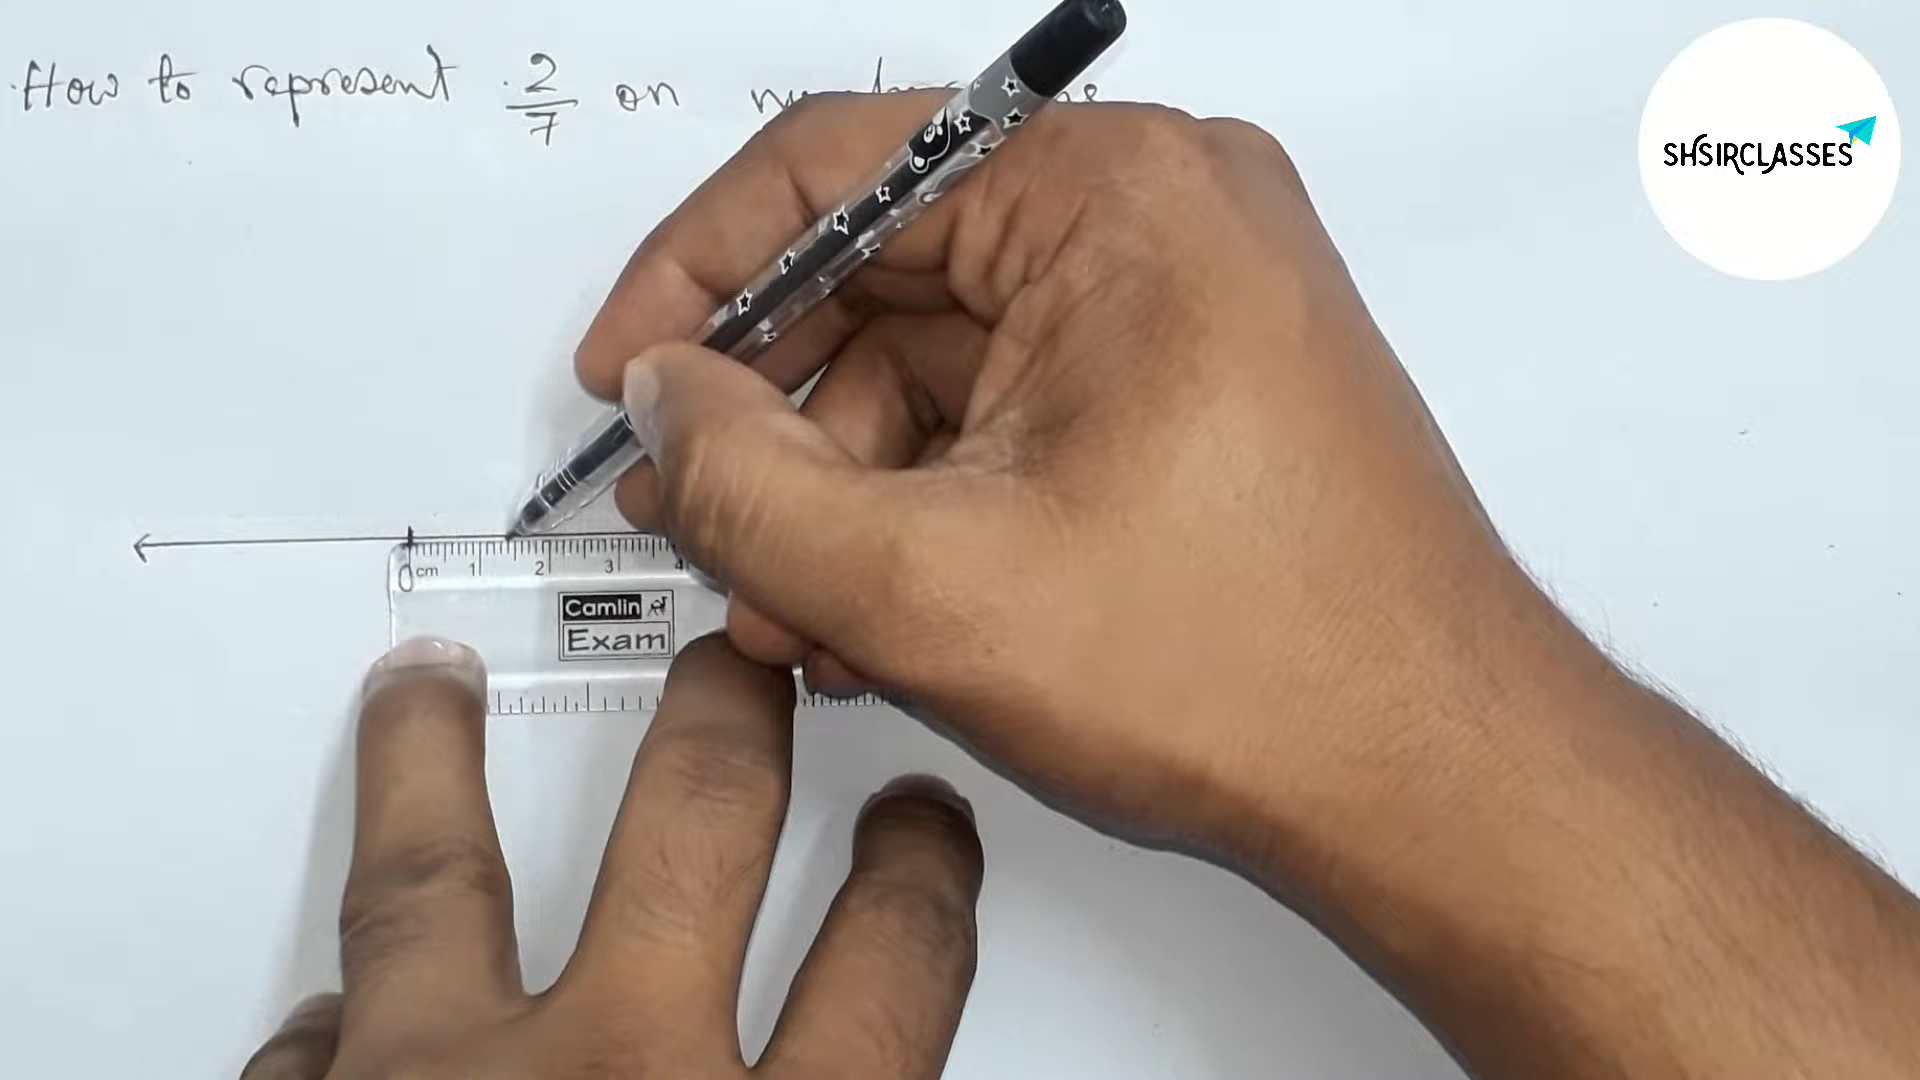 How to represent 2/7 on
SHSIRCLASSES
0 cm 1 2 3 4
Camlin
Exam